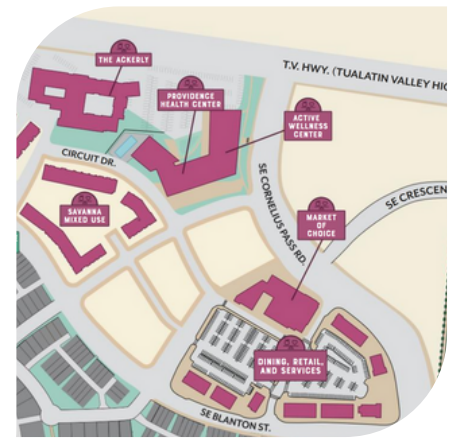 THE ACKERLY
T.V. HWY. (TUALATIN VALLEY HIG
PROVIDENCE
HEALTH CENTER
ACTIVE
WELLNESS
CENTER
CIRCUIT DR.
SE CORNELIUS PASS RD.
SE CRESCEN
SAVANNA
MIXED USE
MARKET
OF
CHOICE
DINING, RETAIL,
AND SERVICES
SE BLANTON ST.